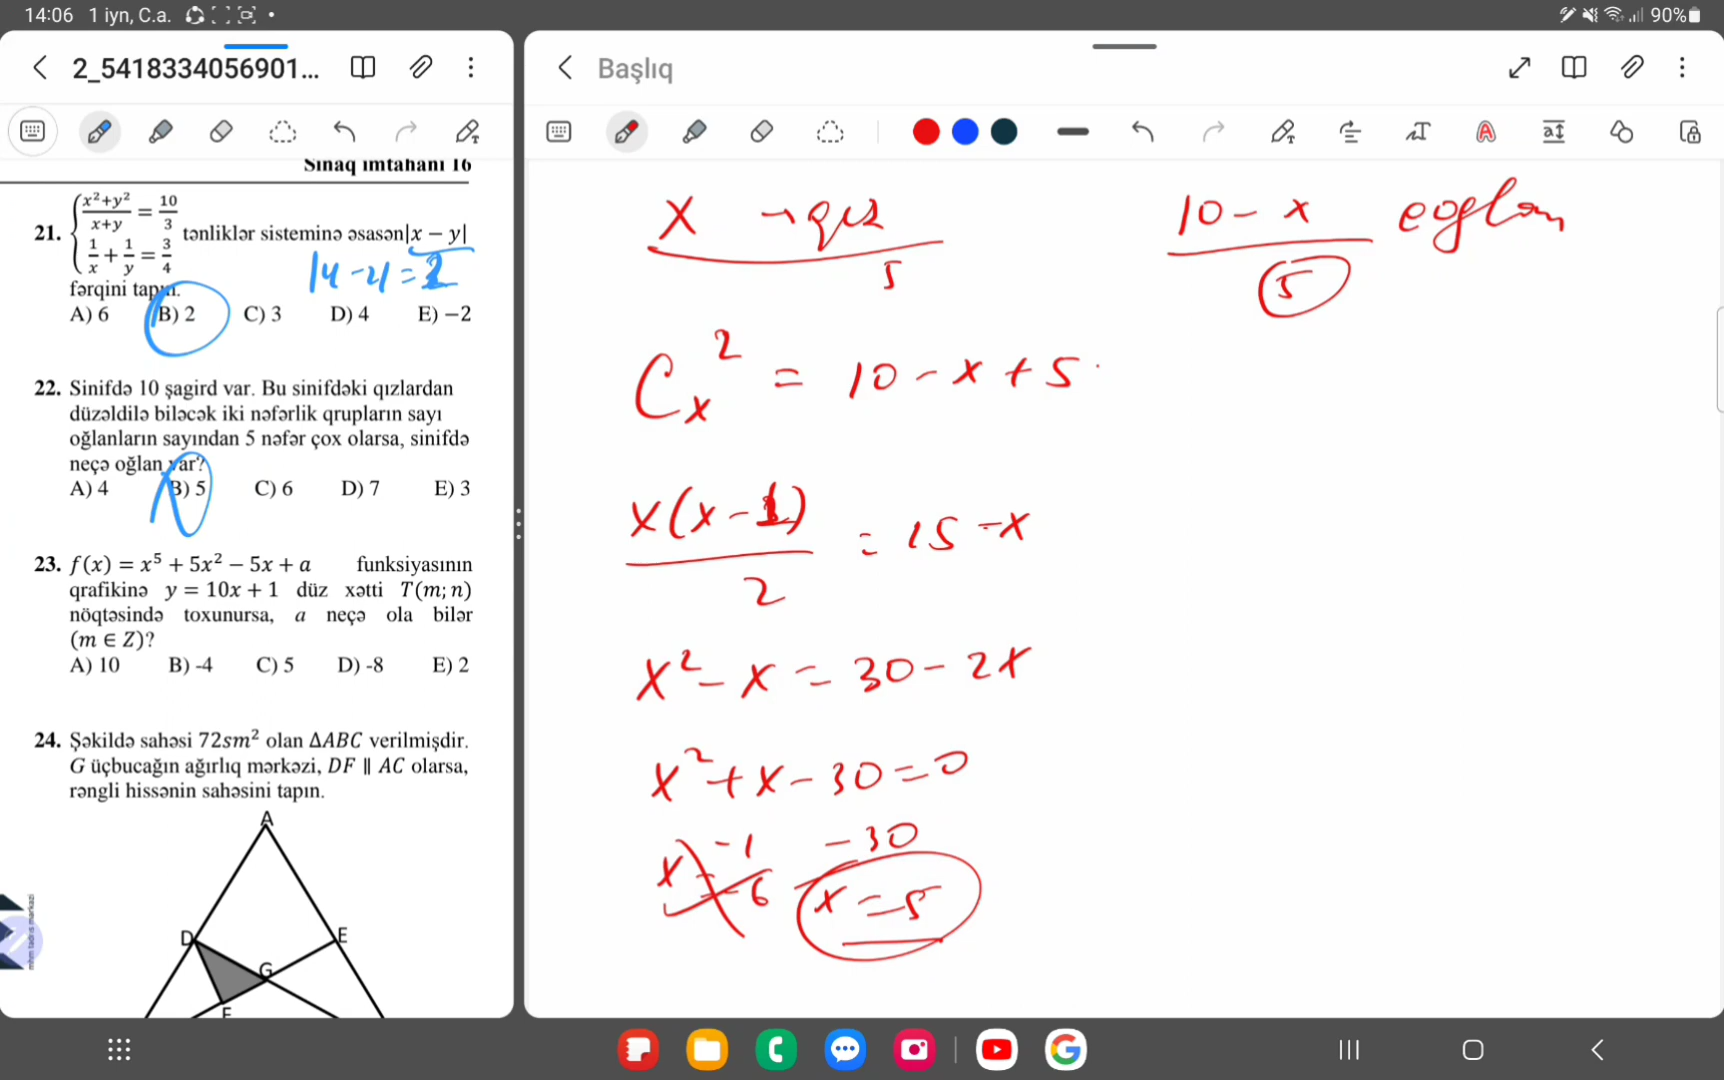 14:06 1 iyn, C.a. 90%
2_5418334056901...
Sınaq imtahanı 16
21. { x²+y² / x+y = 10/3
1/x + 1/y = 3/4 tənliklər sisteminə əsasən |x − y|
fərqini tapın.
|4-2|=2
A) 6 B) 2 C) 3 D) 4 E) −2
22. Sinifdə 10 şagird var. Bu sinifdəki qızlardan
düzəldilə biləcək iki nəfərlik qrupların sayı
oğlanların sayından 5 nəfər çox olarsa, sinifdə
neçə oğlan var?
A) 4 B) 5 C) 6 D) 7 E) 3
23. f(x) = x⁵ + 5x² − 5x + a funksiyasının
qrafikinə y = 10x + 1 düz xətti T(m; n)
nöqtəsində toxunursa, a neçə ola bilər
(m ∈ Z)?
A) 10 B) -4 C) 5 D) -8 E) 2
24. Şəkildə sahəsi 72sm² olan ΔABC verilmişdir.
G üçbucağın ağırlıq mərkəzi, DF ∥ AC olarsa,
rəngli hissənin sahəsini tapın.
A
D
E
G
F
Başlıq
x → qız
5
10 - x
5
C x ² = 10 - x + 5
x(x-1) / 2 = 15 - x
x² - x = 30 - 2x
x² + x - 30 = 0
-1 -30
x = -6 x = 5